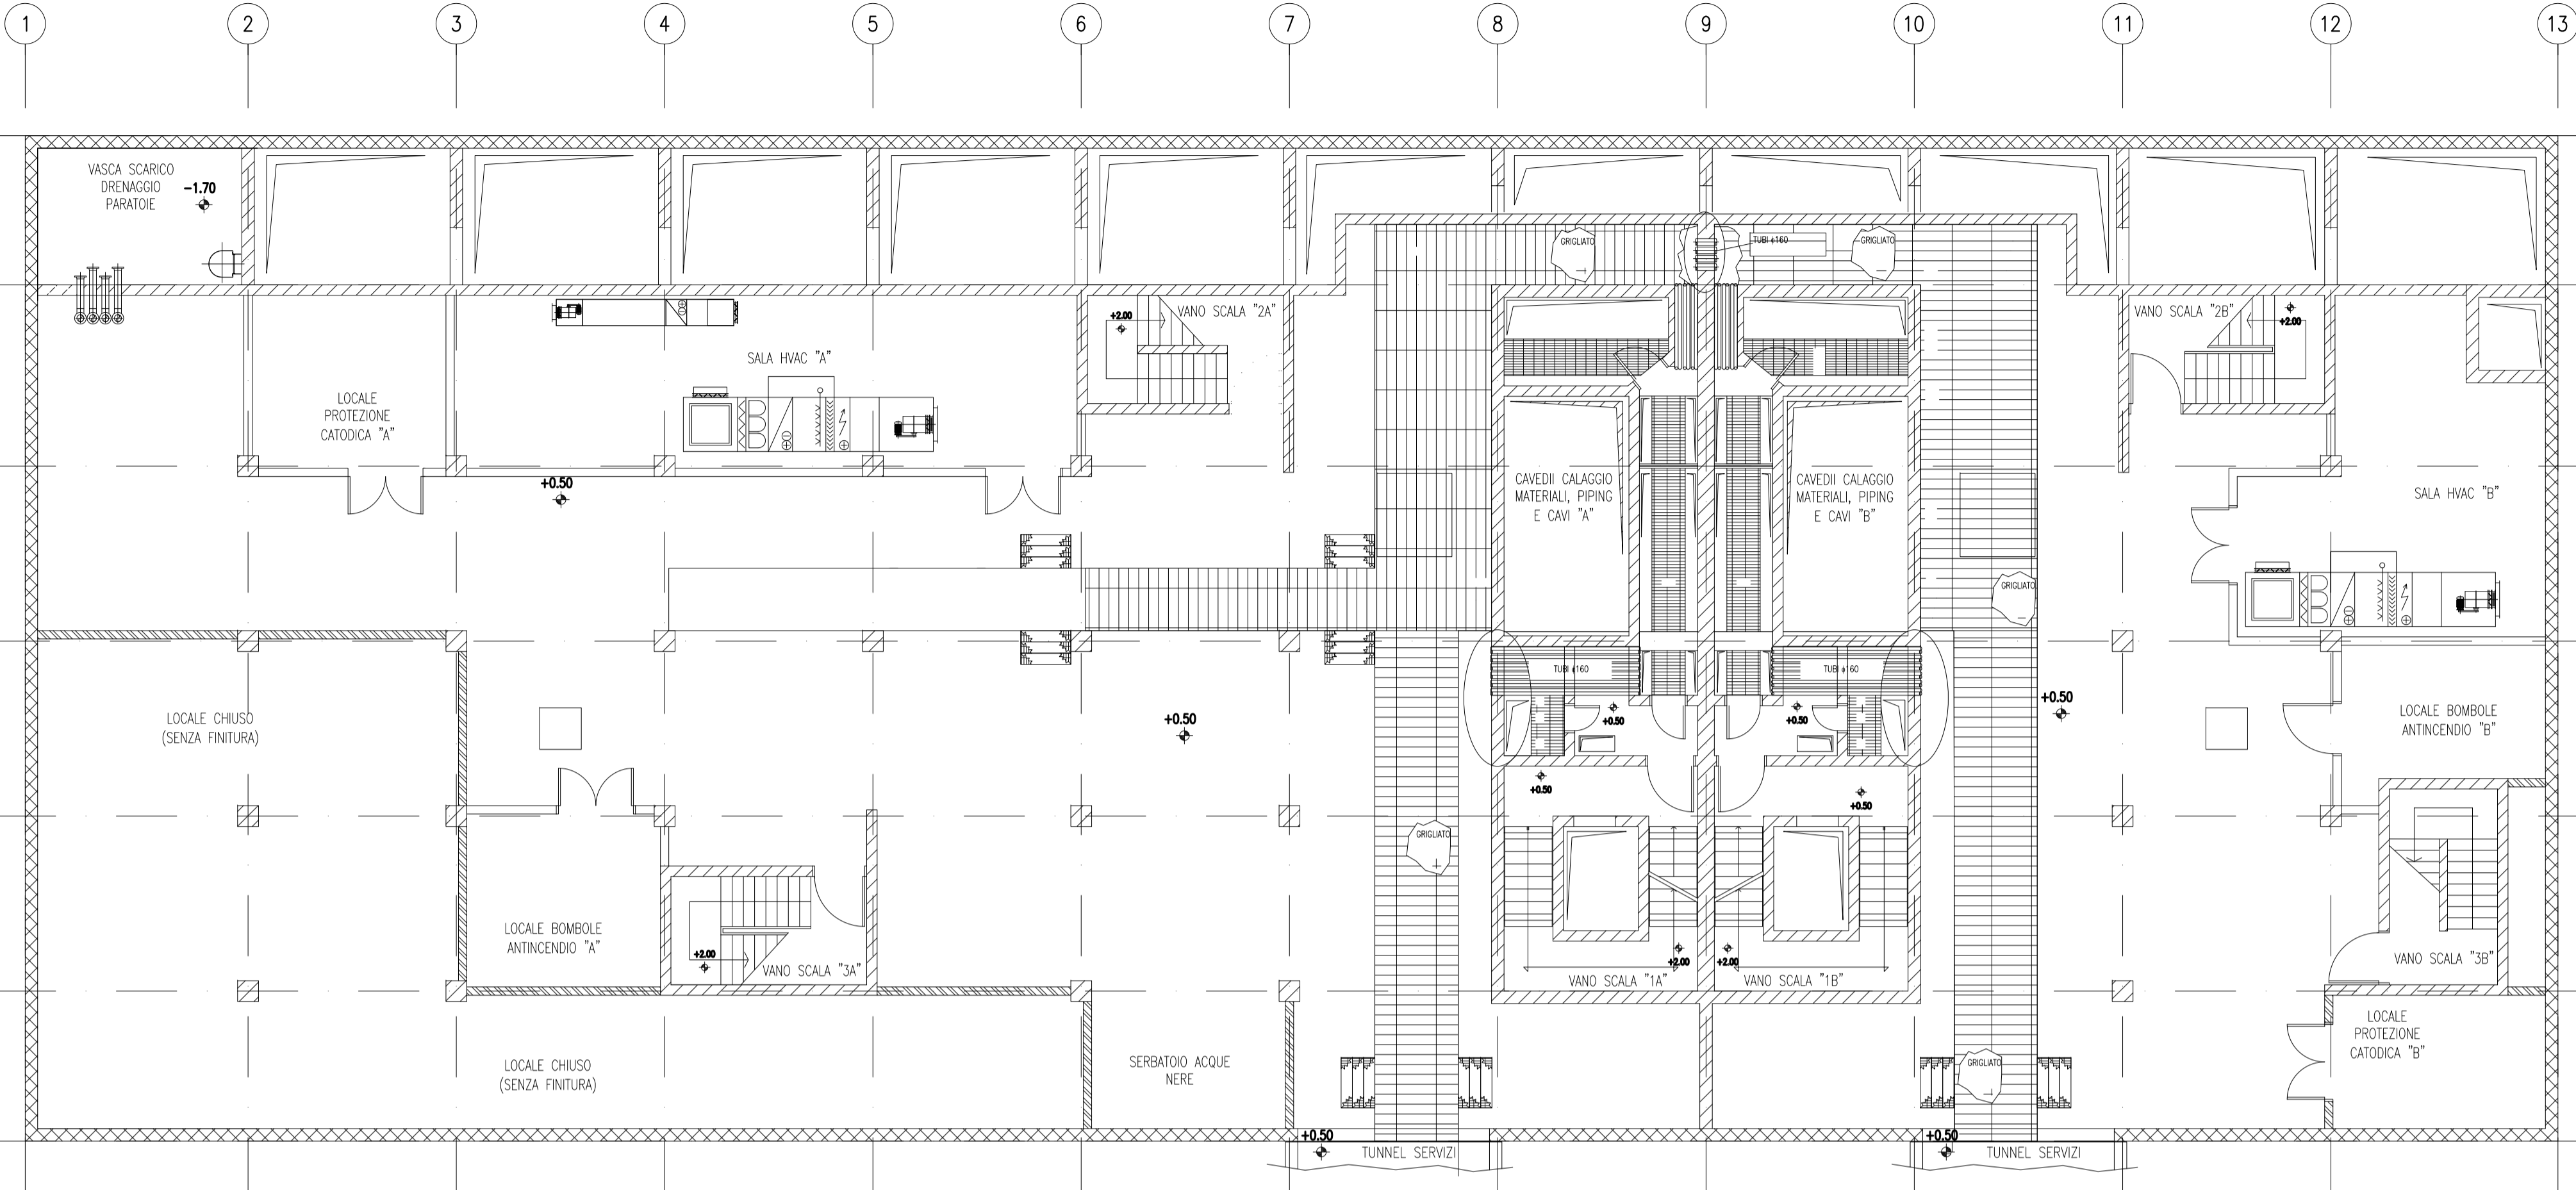 1
2
3
4
5
6
7
8
9
10
11
12
13
VASCA SCARICO
DRENAGGIO
PARATOIE
-1.70
GRIGLIATO
TUBI ϕ160
GRIGLIATO
+2.00
VANO SCALA "2A"
VANO SCALA "2B"
+2.00
SALA HVAC "A"
LOCALE
PROTEZIONE
CATODICA "A"
+0.50
CAVEDII CALAGGIO
MATERIALI, PIPING
E CAVI "A"
CAVEDII CALAGGIO
MATERIALI, PIPING
E CAVI "B"
SALA HVAC "B"
GRIGLIATO
TUBI ϕ160
TUBI ϕ160
LOCALE CHIUSO
(SENZA FINITURA)
+0.50
+0.50
+0.50
+0.50
LOCALE BOMBOLE
ANTINCENDIO "B"
+0.50
+0.50
GRIGLIATO
LOCALE BOMBOLE
ANTINCENDIO "A"
+2.00
VANO SCALA "3A"
+2.00
+2.00
VANO SCALA "1A"
VANO SCALA "1B"
VANO SCALA "3B"
LOCALE
PROTEZIONE
CATODICA "B"
LOCALE CHIUSO
(SENZA FINITURA)
SERBATOIO ACQUE
NERE
GRIGLIATO
+0.50
TUNNEL SERVIZI
+0.50
TUNNEL SERVIZI